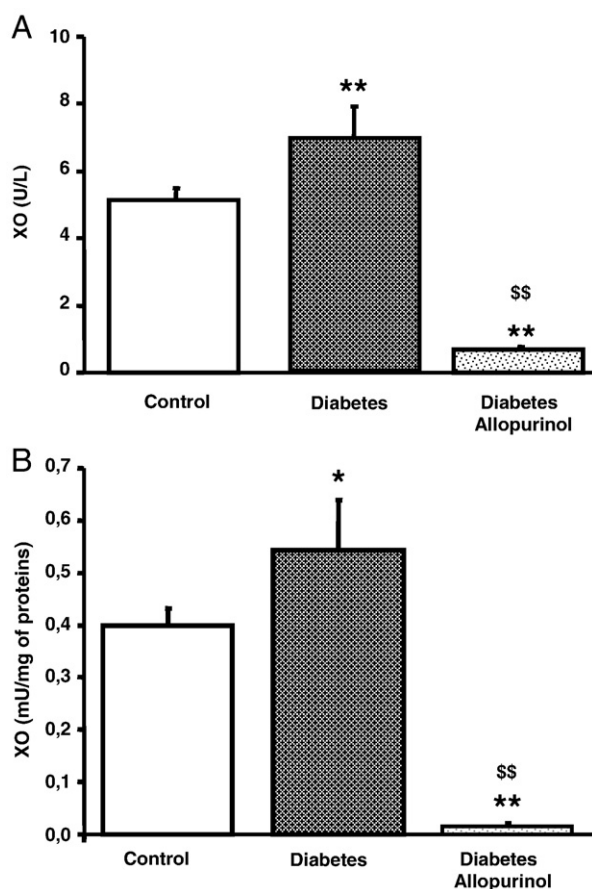 A
XO (U/L)
10
8
6
4
2
0
**
$$
**
Control
Diabetes
Diabetes
Allopurinol
B
XO (mU/mg of proteins)
0,7
0,6
0,5
0,4
0,3
0,2
0,1
0,0
*
$$
**
Control
Diabetes
Diabetes
Allopurinol